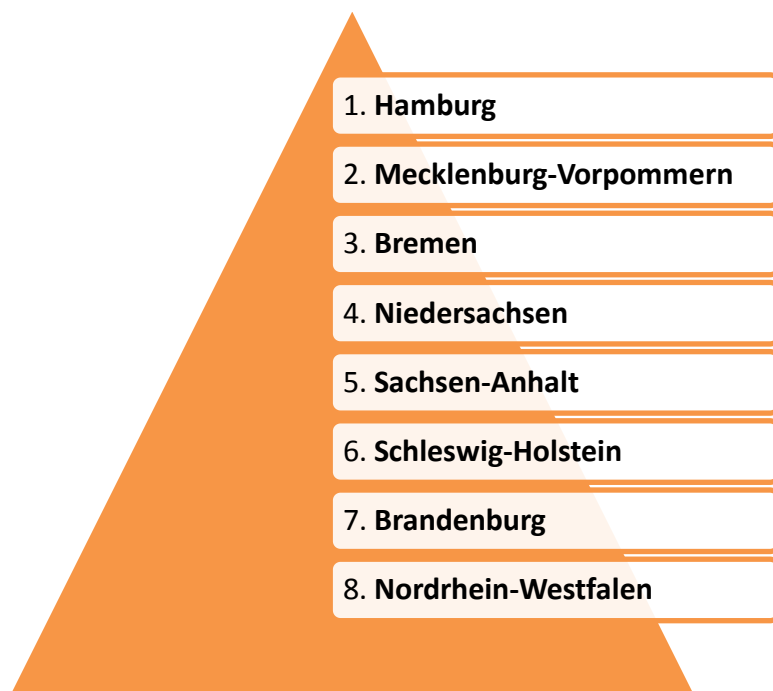 1. Hamburg
2. Mecklenburg-Vorpommern
3. Bremen
4. Niedersachsen
5. Sachsen-Anhalt
6. Schleswig-Holstein
7. Brandenburg
8. Nordrhein-Westfalen